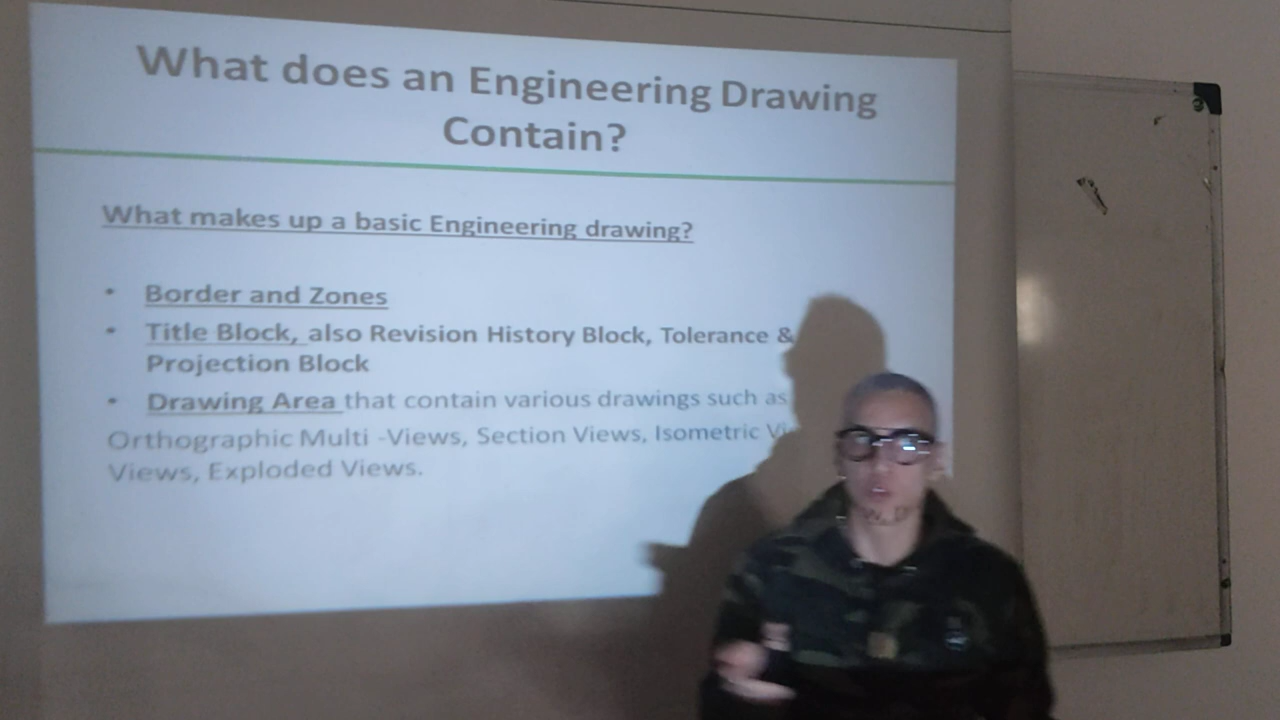 What does an Engineering Drawing
Contain?
What makes up a basic Engineering drawing?
• Border and Zones
• Title Block, also Revision History Block, Tolerance &
Projection Block
• Drawing Area that contain various drawings such as
Orthographic Multi -Views, Section Views, Isometric
Views, Exploded Views.